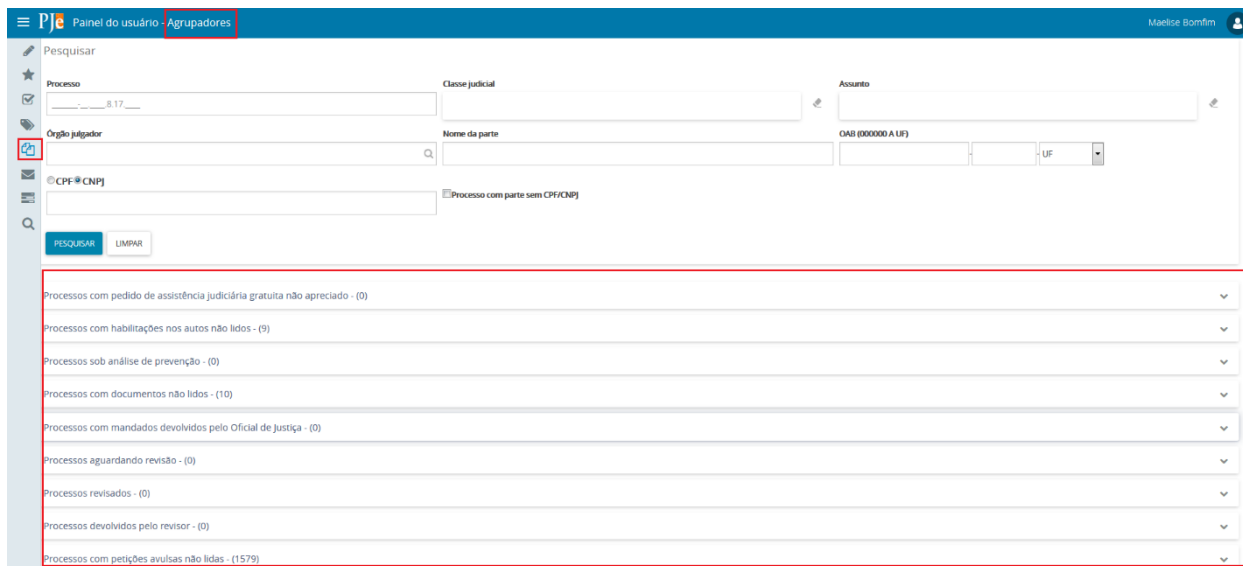 PJe Painel do usuário - Agrupadores Maelise Bomfim
Pesquisar
Processo Classe judicial Assunto
_______-__.____.8.17.____
Órgão julgador Nome da parte OAB (000000 A UF)
- - UF
CPF CNPJ
Processo com parte sem CPF/CNPJ
PESQUISAR LIMPAR
Processos com pedido de assistência judiciária gratuita não apreciado - (0)
Processos com habilitações nos autos não lidos - (9)
Processos sob análise de prevenção - (0)
Processos com documentos não lidos - (10)
Processos com mandados devolvidos pelo Oficial de Justiça - (0)
Processos aguardando revisão - (0)
Processos revisados - (0)
Processos devolvidos pelo revisor - (0)
Processos com petições avulsas não lidas - (1579)